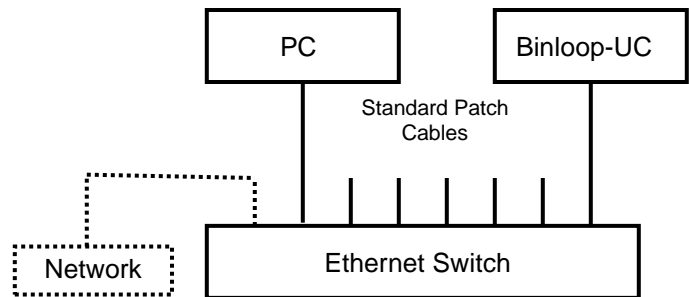 PC
Binloop-UC
Standard Patch
Cables
Network
Ethernet Switch